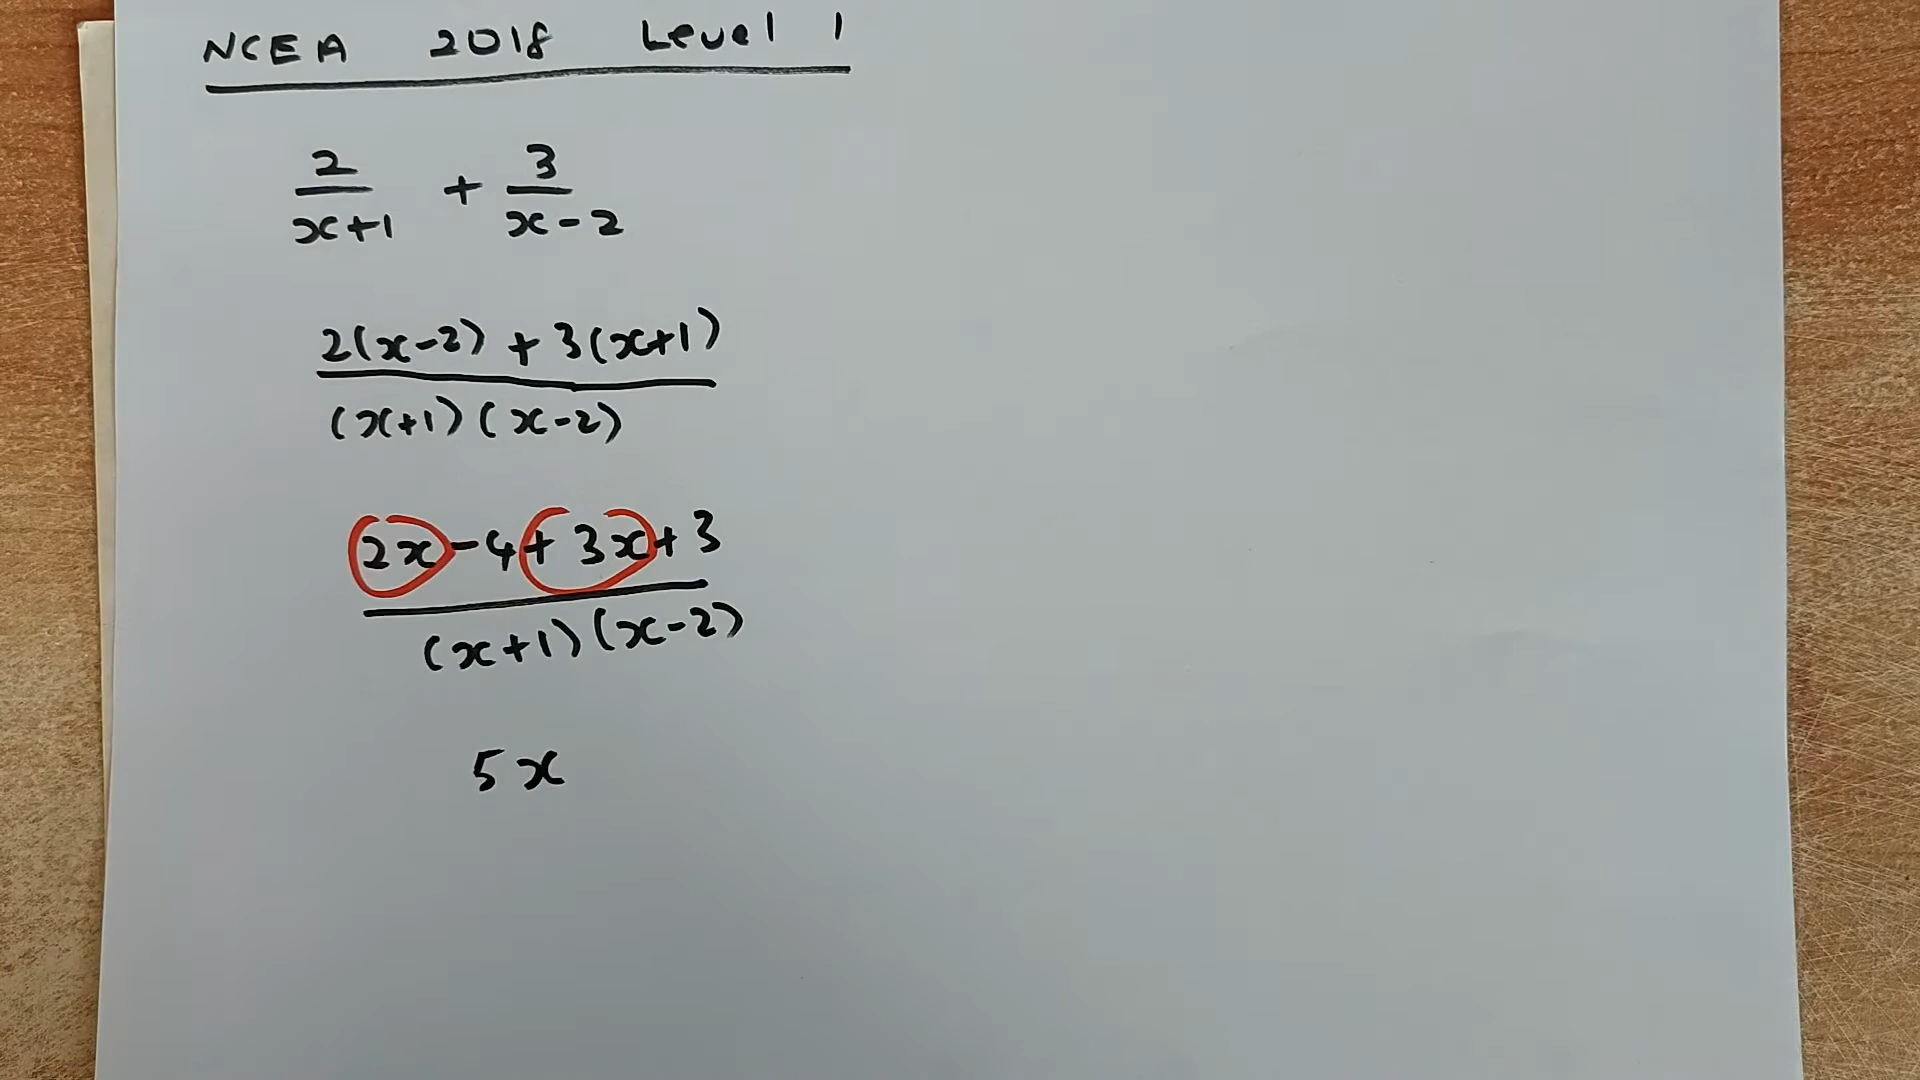 NCEA 2018 Level 1
2 3
+
x+1 x-2
2(x-2) + 3(x+1)
(x+1)(x-2)
2x-4+3x+3
(x+1)(x-2)
5x